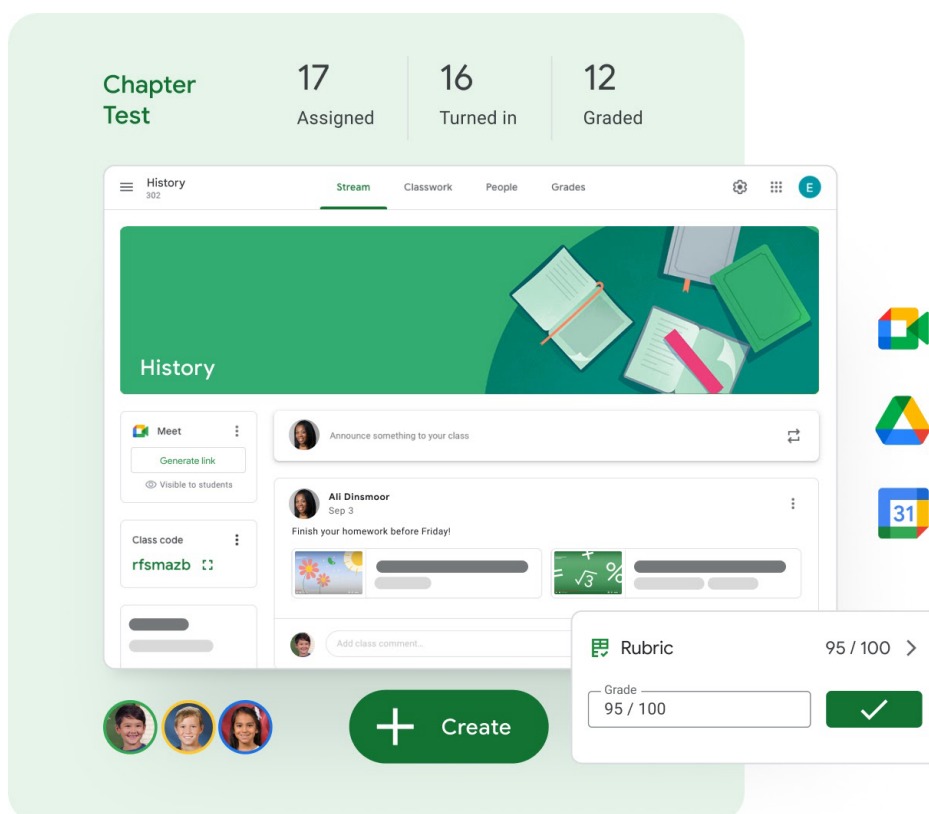 Chapter
Test
17
Assigned
16
Turned in
12
Graded
History
302
Stream
Classwork
People
Grades
E
History
Meet
Generate link
Visible to students
Class code
rfsmazb
Announce something to your class
Ali Dinsmoor
Sep 3
Finish your homework before Friday!
+
√3
%
=
Add class comment...
31
Rubric
95 / 100
Grade
95 / 100
Create